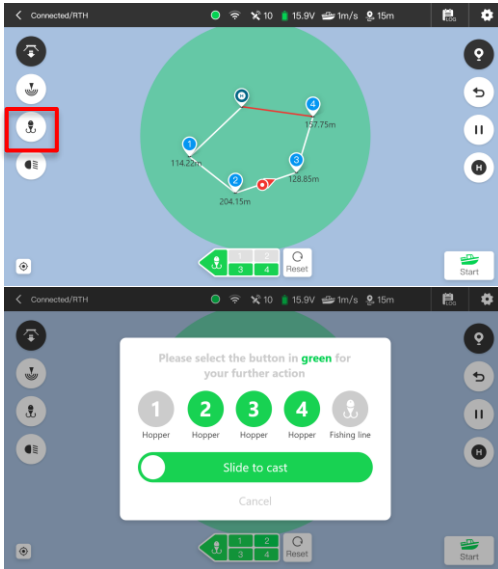 Connected/RTH 10 15.9V 1m/s 15m LOG
H
4
157.75m
1
114.22m
3
128.85m
2
204.15m
H
1 2
3 4
Reset
Start
Connected/RTH 10 15.9V 1m/s 15m LOG
Please select the button in green for
your further action
1 2 3 4
Hopper Hopper Hopper Hopper Fishing line
Slide to cast
Cancel
H
1 2
3 4
Reset
Start